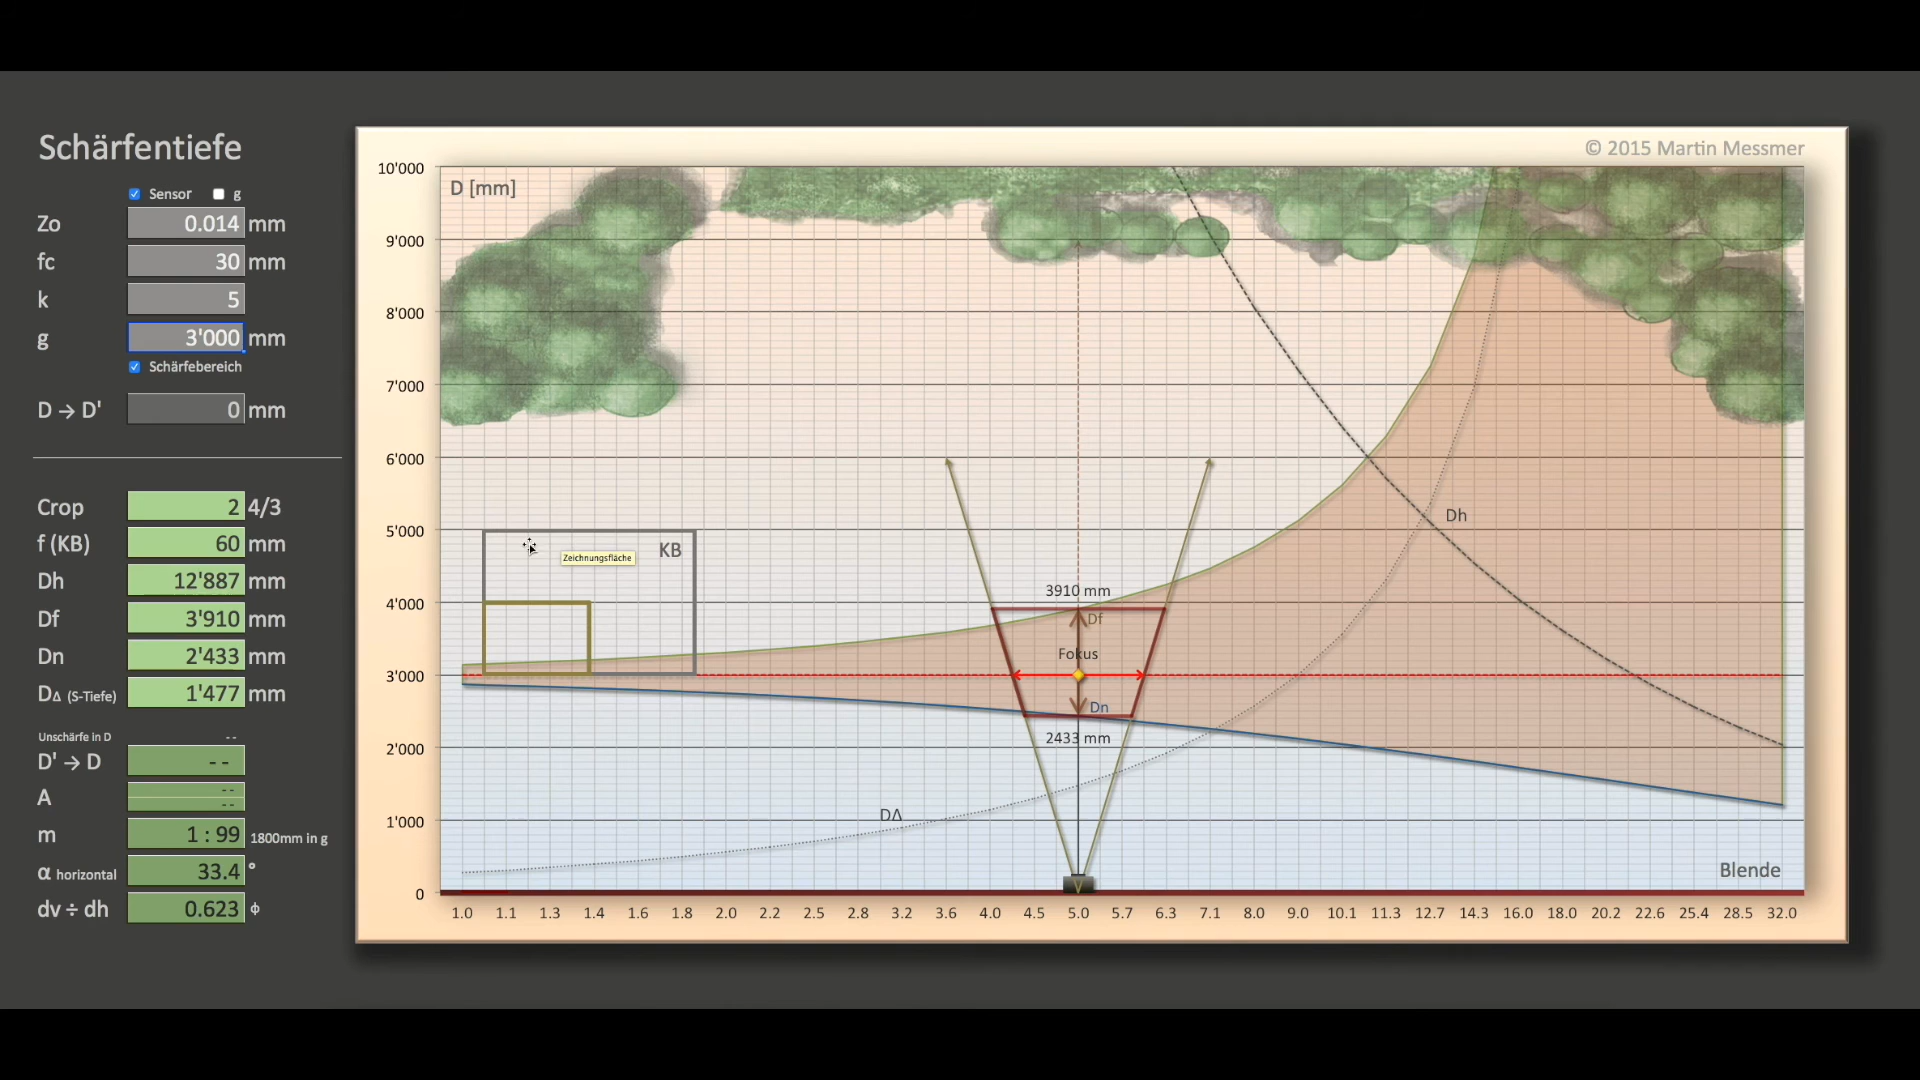 Schärfentiefe
Sensor g
Zo 0.014 mm
fc 30 mm
k 5
g 3'000 mm
Schärfebereich
D → D' 0 mm
Crop 2 4/3
f (KB) 60 mm
Dh 12'887 mm
Df 3'910 mm
Dn 2'433 mm
DΔ (S-Tiefe) 1'477 mm
Unschärfe in D --
D' → D --
A --
--
m 1 : 99 1800mm in g
α horizontal 33.4 °
dv ÷ dh 0.623 ϕ
© 2015 Martin Messmer
D [mm]
10'000
9'000
8'000
7'000
6'000
5'000
4'000
3'000
2'000
1'000
0
KB
Zeichnungsfläche
Dh
3910 mm
Df
Fokus
Dn
2433 mm
DΔ
Blende
1.0 1.1 1.3 1.4 1.6 1.8 2.0 2.2 2.5 2.8 3.2 3.6 4.0 4.5 5.0 5.7 6.3 7.1 8.0 9.0 10.1 11.3 12.7 14.3 16.0 18.0 20.2 22.6 25.4 28.5 32.0